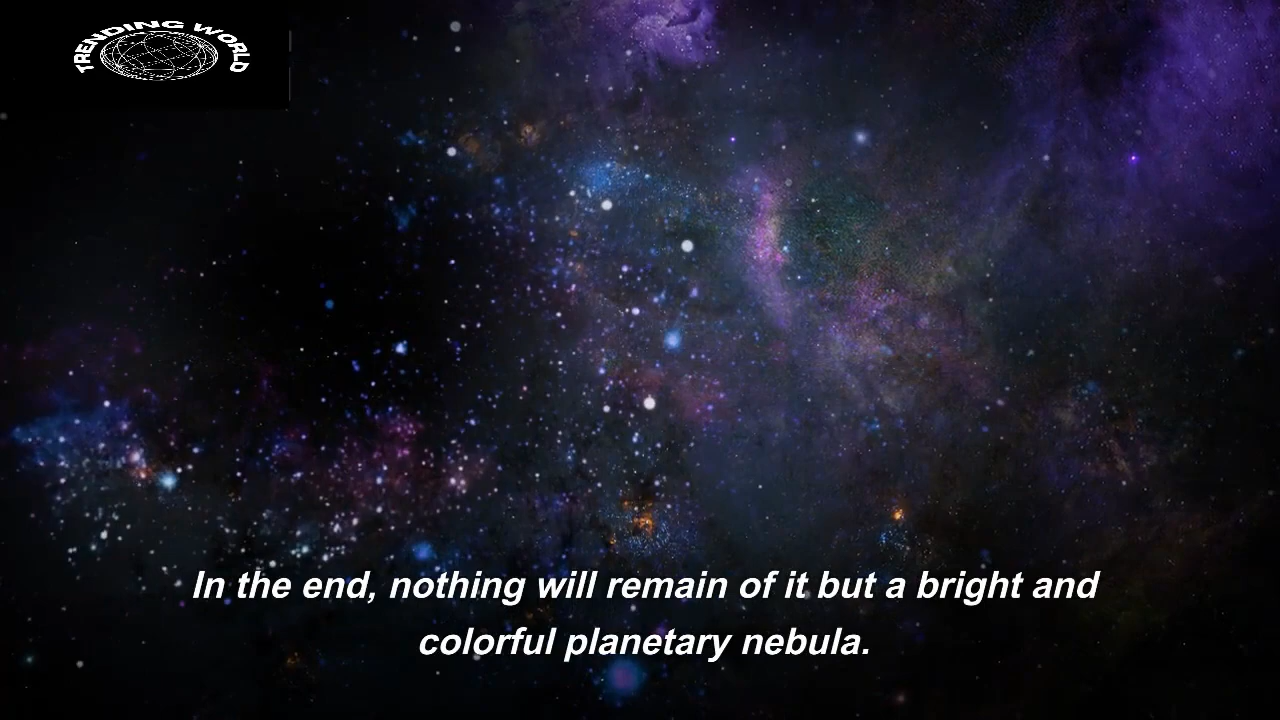 TRENDING WORLD
In the end, nothing will remain of it but a bright and
colorful planetary nebula.